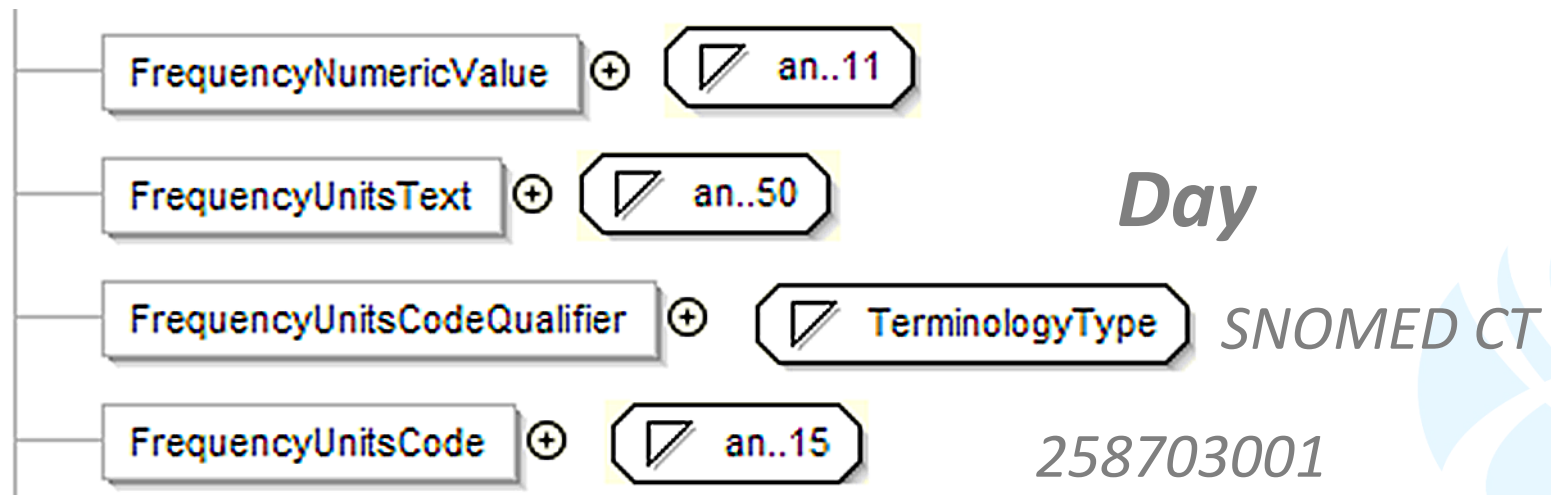 FrequencyNumericValue an..11
FrequencyUnitsText an..50 Day
FrequencyUnitsCodeQualifier TerminologyType SNOMED CT
FrequencyUnitsCode an..15 258703001